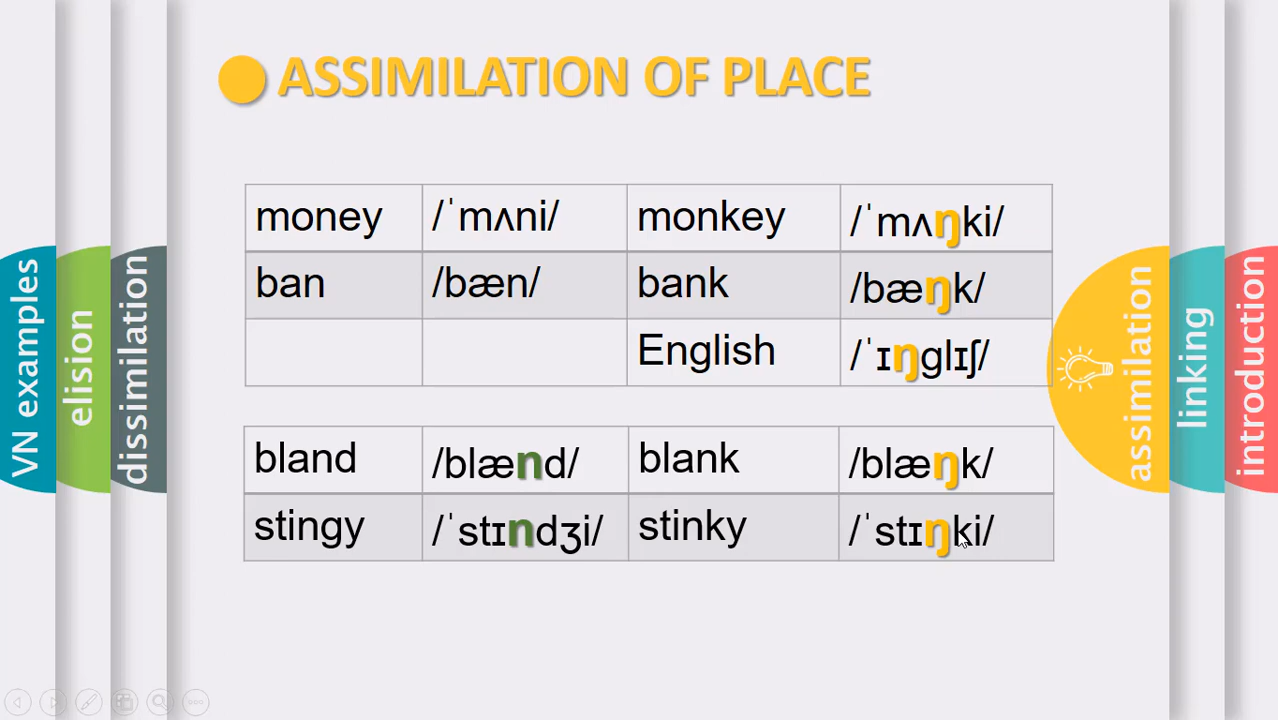 ASSIMILATION OF PLACE
money /ˈmʌni/ monkey /ˈmʌŋki/
ban /bæn/ bank /bæŋk/
English /ˈɪŋglɪʃ/
bland /blænd/ blank /blæŋk/
stingy /ˈstɪndʒi/ stinky /ˈstɪŋki/
VN examples
elision
dissimilation
assimilation
linking
introduction